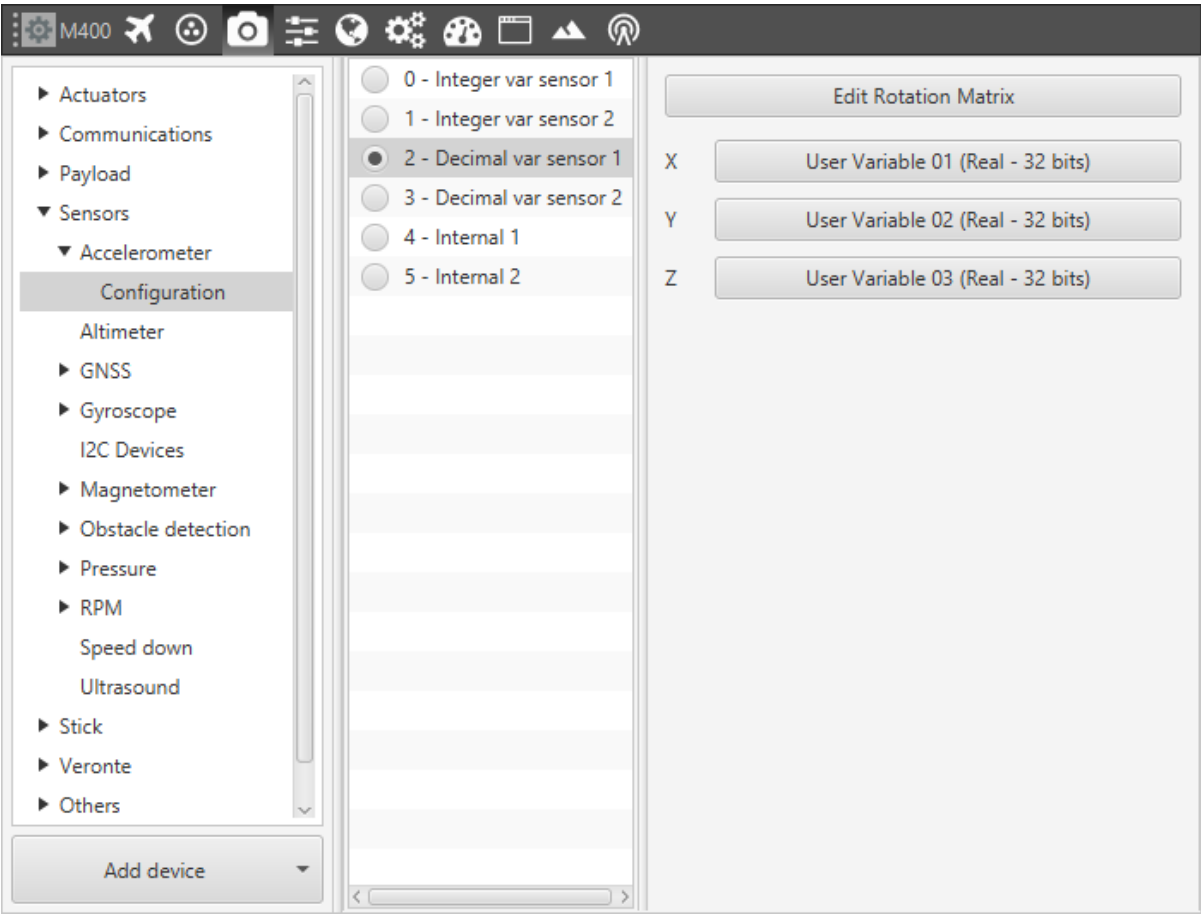 M400
Actuators
Communications
Payload
Sensors
Accelerometer
Configuration
Altimeter
GNSS
Gyroscope
I2C Devices
Magnetometer
Obstacle detection
Pressure
RPM
Speed down
Ultrasound
Stick
Veronte
Others
Add device
0 - Integer var sensor 1
1 - Integer var sensor 2
2 - Decimal var sensor 1
3 - Decimal var sensor 2
4 - Internal 1
5 - Internal 2
Edit Rotation Matrix
X User Variable 01 (Real - 32 bits)
Y User Variable 02 (Real - 32 bits)
Z User Variable 03 (Real - 32 bits)